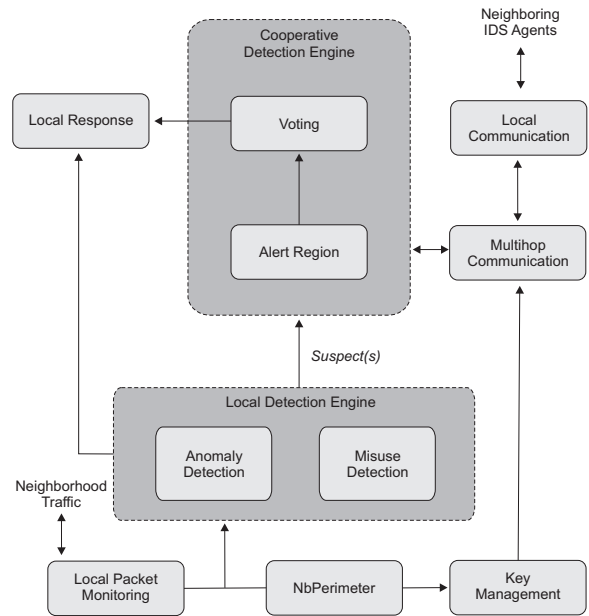 Neighboring
IDS Agents
Cooperative
Detection Engine
Local Response
Voting
Local
Communication
Alert Region
Multihop
Communication
Suspect(s)
Local Detection Engine
Anomaly
Detection
Misuse
Detection
Neighborhood
Traffic
Local Packet
Monitoring
NbPerimeter
Key
Management